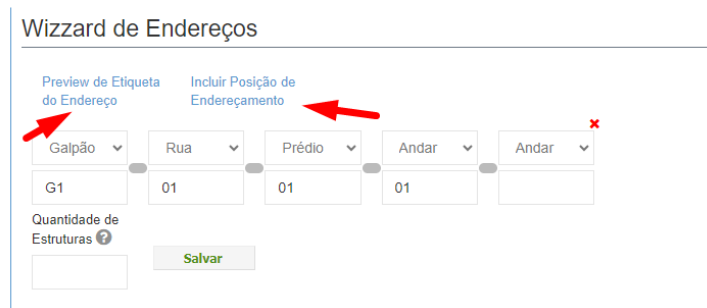 Wizzard de Endereços
Preview de Etiqueta
do Endereço
Incluir Posição de
Endereçamento
Galpão Rua Prédio Andar Andar
G1 01 01 01
Quantidade de
Estruturas
Salvar